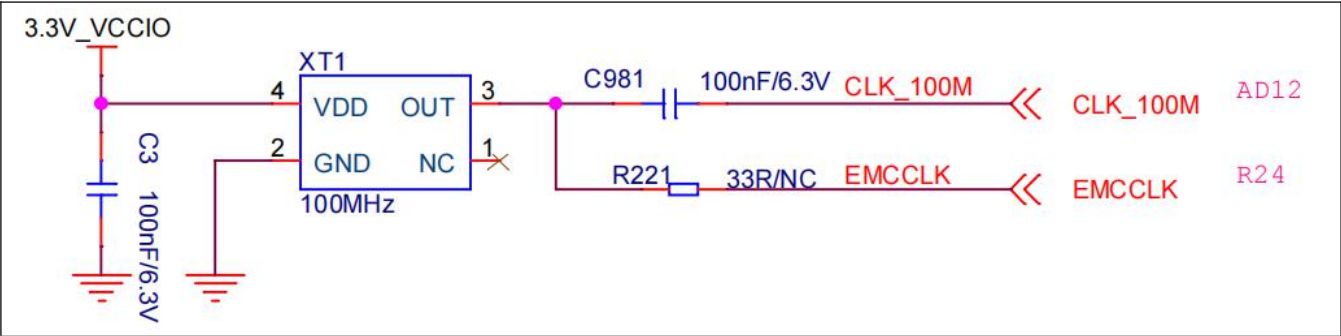 3.3V_VCCIO
XT1
4 VDD OUT 3
2 GND NC 1
100MHz
C3 100nF/6.3V
C981 100nF/6.3V CLK_100M CLK_100M AD12
R221 33R/NC EMCCLK EMCCLK R24